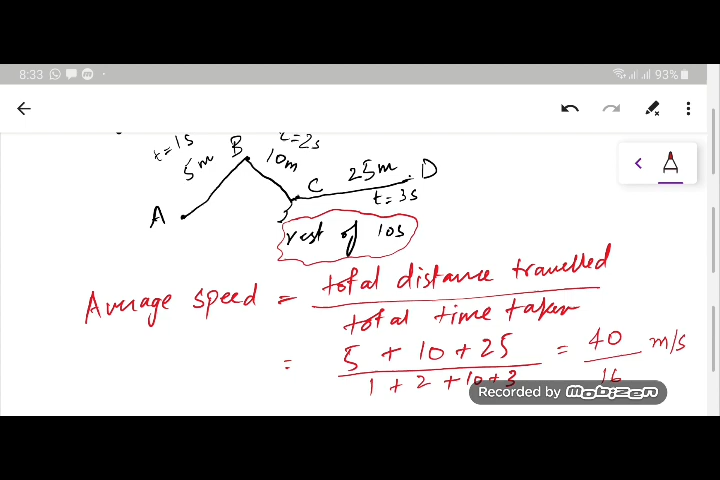 8:33
93%
t=1s
t=2s
B
5m
10m
A
C
25m
D
t=3s
rest of 10s
Average speed = total distance travelled
total time taken
= 5 + 10 + 25 = 40 m/s
1 + 2 + 10 + 3 16
Recorded by mobizen